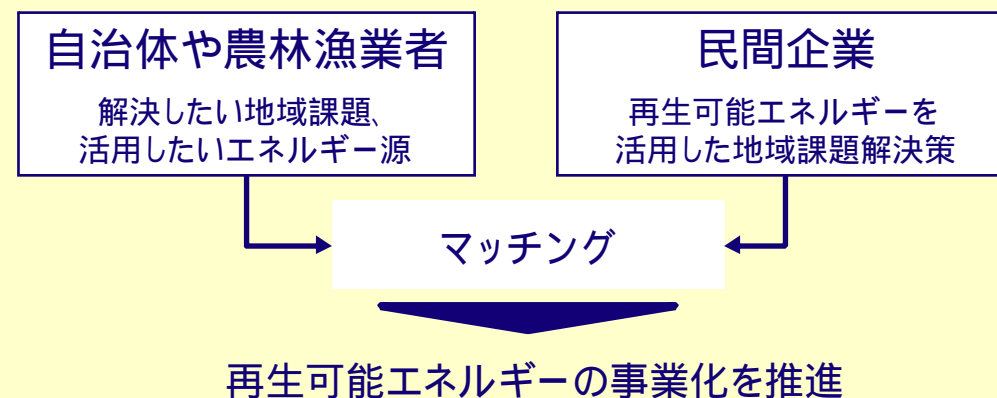 自治体や農林漁業者
解決したい地域課題、
活用したいエネルギー源
民間企業
再生可能エネルギーを
活用した地域課題解決策
マッチング
再生可能エネルギーの事業化を推進